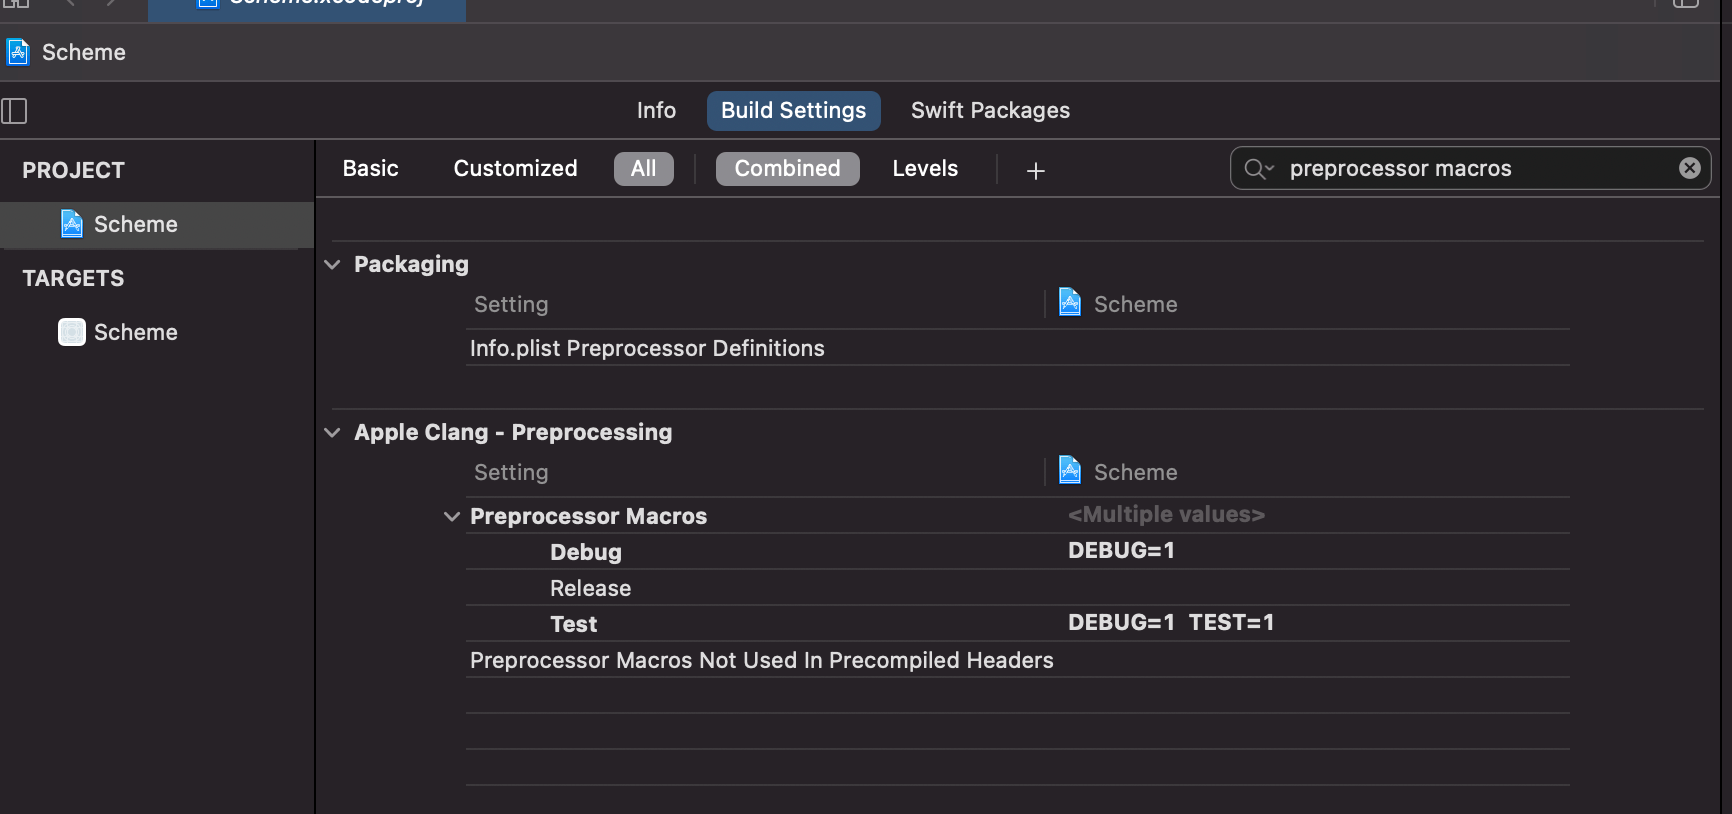 Scheme.xcodeproj
Scheme
Info Build Settings Swift Packages
PROJECT
Scheme
TARGETS
Scheme
Basic Customized All Combined Levels + preprocessor macros
Packaging
Setting Scheme
Info.plist Preprocessor Definitions
Apple Clang - Preprocessing
Setting Scheme
Preprocessor Macros <Multiple values>
Debug DEBUG=1
Release
Test DEBUG=1 TEST=1
Preprocessor Macros Not Used In Precompiled Headers